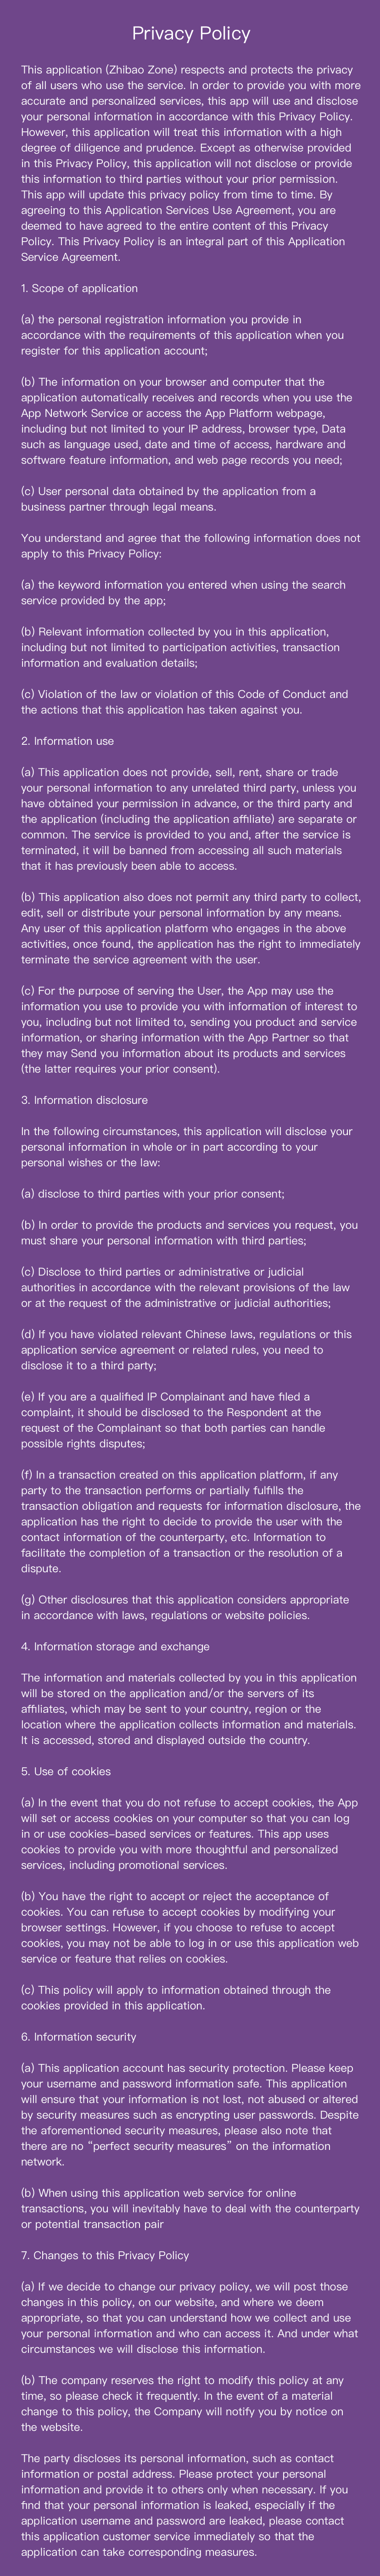 Privacy Policy
This application (Zhibao Zone) respects and protects the privacy
of all users who use the service. In order to provide you with more
accurate and personalized services, this app will use and disclose
your personal information in accordance with this Privacy Policy.
However, this application will treat this information with a high
degree of diligence and prudence. Except as otherwise provided
in this Privacy Policy, this application will not disclose or provide
this information to third parties without your prior permission.
This app will update this privacy policy from time to time. By
agreeing to this Application Services Use Agreement, you are
deemed to have agreed to the entire content of this Privacy
Policy. This Privacy Policy is an integral part of this Application
Service Agreement.
1. Scope of application
(a) the personal registration information you provide in
accordance with the requirements of this application when you
register for this application account;
(b) The information on your browser and computer that the
application automatically receives and records when you use the
App Network Service or access the App Platform webpage,
including but not limited to your IP address, browser type, Data
such as language used, date and time of access, hardware and
software feature information, and web page records you need;
(c) User personal data obtained by the application from a
business partner through legal means.
You understand and agree that the following information does not
apply to this Privacy Policy:
(a) the keyword information you entered when using the search
service provided by the app;
(b) Relevant information collected by you in this application,
including but not limited to participation activities, transaction
information and evaluation details;
(c) Violation of the law or violation of this Code of Conduct and
the actions that this application has taken against you.
2. Information use
(a) This application does not provide, sell, rent, share or trade
your personal information to any unrelated third party, unless you
have obtained your permission in advance, or the third party and
the application (including the application affiliate) are separate or
common. The service is provided to you and, after the service is
terminated, it will be banned from accessing all such materials
that it has previously been able to access.
(b) This application also does not permit any third party to collect,
edit, sell or distribute your personal information by any means.
Any user of this application platform who engages in the above
activities, once found, the application has the right to immediately
terminate the service agreement with the user.
(c) For the purpose of serving the User, the App may use the
information you use to provide you with information of interest to
you, including but not limited to, sending you product and service
information, or sharing information with the App Partner so that
they may Send you information about its products and services
(the latter requires your prior consent).
3. Information disclosure
In the following circumstances, this application will disclose your
personal information in whole or in part according to your
personal wishes or the law:
(a) disclose to third parties with your prior consent;
(b) In order to provide the products and services you request, you
must share your personal information with third parties;
(c) Disclose to third parties or administrative or judicial
authorities in accordance with the relevant provisions of the law
or at the request of the administrative or judicial authorities;
(d) If you have violated relevant Chinese laws, regulations or this
application service agreement or related rules, you need to
disclose it to a third party;
(e) If you are a qualified IP Complainant and have filed a
complaint, it should be disclosed to the Respondent at the
request of the Complainant so that both parties can handle
possible rights disputes;
(f) In a transaction created on this application platform, if any
party to the transaction performs or partially fulfills the
transaction obligation and requests for information disclosure, the
application has the right to decide to provide the user with the
contact information of the counterparty, etc. Information to
facilitate the completion of a transaction or the resolution of a
dispute.
(g) Other disclosures that this application considers appropriate
in accordance with laws, regulations or website policies.
4. Information storage and exchange
The information and materials collected by you in this application
will be stored on the application and/or the servers of its
affiliates, which may be sent to your country, region or the
location where the application collects information and materials.
It is accessed, stored and displayed outside the country.
5. Use of cookies
(a) In the event that you do not refuse to accept cookies, the App
will set or access cookies on your computer so that you can log
in or use cookies-based services or features. This app uses
cookies to provide you with more thoughtful and personalized
services, including promotional services.
(b) You have the right to accept or reject the acceptance of
cookies. You can refuse to accept cookies by modifying your
browser settings. However, if you choose to refuse to accept
cookies, you may not be able to log in or use this application web
service or feature that relies on cookies.
(c) This policy will apply to information obtained through the
cookies provided in this application.
6. Information security
(a) This application account has security protection. Please keep
your username and password information safe. This application
will ensure that your information is not lost, not abused or altered
by security measures such as encrypting user passwords. Despite
the aforementioned security measures, please also note that
there are no “perfect security measures” on the information
network.
(b) When using this application web service for online
transactions, you will inevitably have to deal with the counterparty
or potential transaction pair
7. Changes to this Privacy Policy
(a) If we decide to change our privacy policy, we will post those
changes in this policy, on our website, and where we deem
appropriate, so that you can understand how we collect and use
your personal information and who can access it. And under what
circumstances we will disclose this information.
(b) The company reserves the right to modify this policy at any
time, so please check it frequently. In the event of a material
change to this policy, the Company will notify you by notice on
the website.
The party discloses its personal information, such as contact
information or postal address. Please protect your personal
information and provide it to others only when necessary. If you
find that your personal information is leaked, especially if the
application username and password are leaked, please contact
this application customer service immediately so that the
application can take corresponding measures.